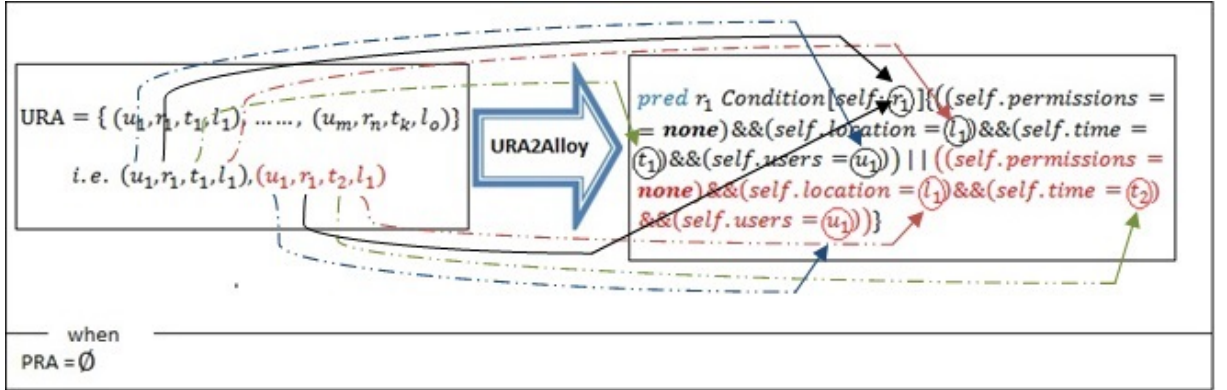 URA = { (u₁,r₁,t₁,l₁), ......, (uₘ,rₙ,tₖ,lₒ)}
i.e. (u₁,r₁,t₁,l₁),(u₁,r₁,t₂,l₁)
URA2Alloy
pred r₁ Condition[self: r₁]{((self.permissions =
= none)&&(self.location = l₁)&&(self.time =
t₁)&&(self.users = u₁)) || ((self.permissions =
none)&&(self.location = l₁)&&(self.time = t₂)
&&(self.users = u₁))}
when
PRA = Ø